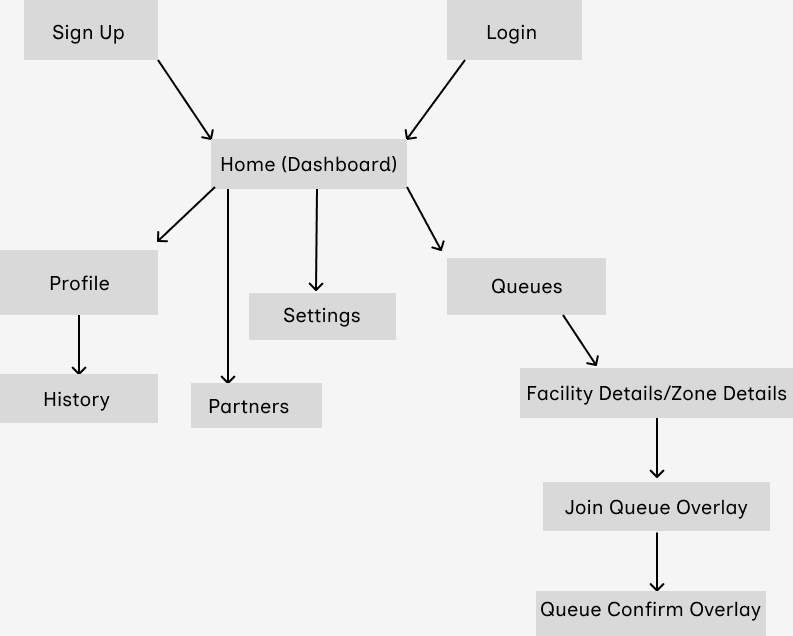 Sign Up
Login
Home (Dashboard)
Profile
Queues
Settings
History
Partners
Facility Details/Zone Details
Join Queue Overlay
Queue Confirm Overlay